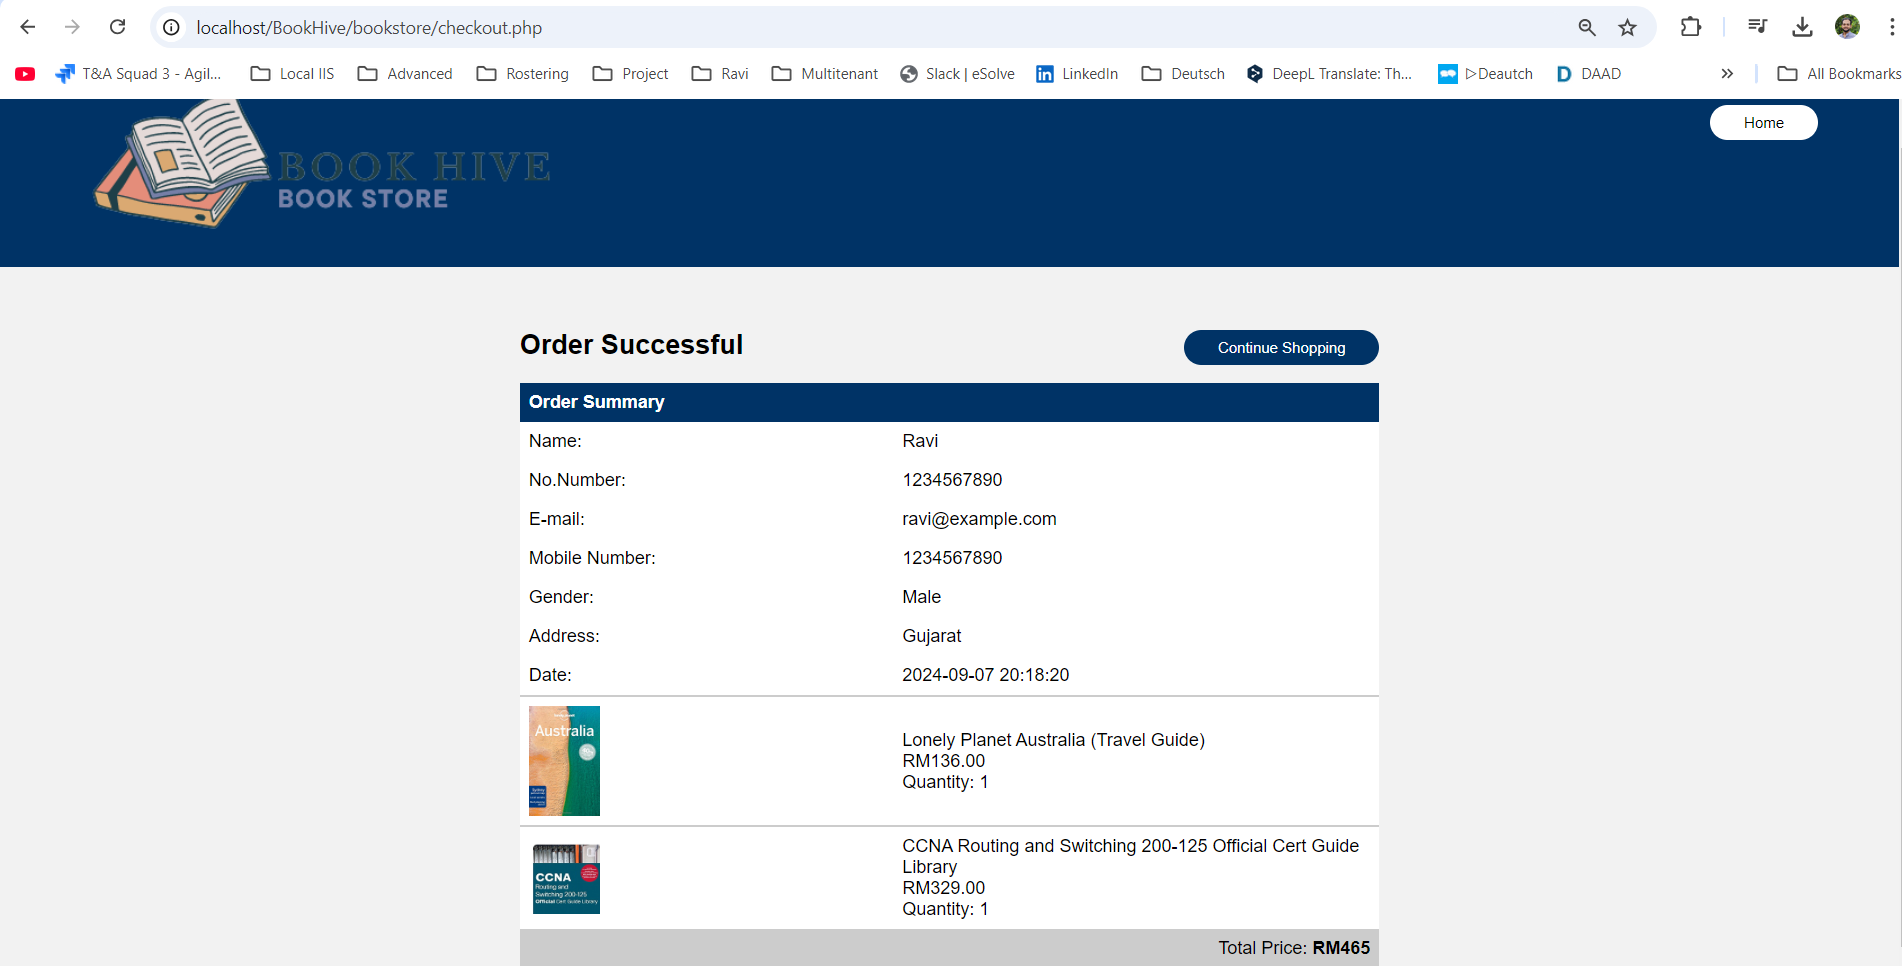 localhost/BookHive/bookstore/checkout.php
T&A Squad 3 - Agil...
Local IIS
Advanced
Rostering
Project
Ravi
Multitenant
Slack | eSolve
LinkedIn
Deutsch
DeepL Translate: Th...
▷Deautch
DAAD
All Bookmarks
BOOK HIVE
BOOK STORE
Home
Order Successful
Continue Shopping
Order Summary
Name: Ravi
No.Number: 1234567890
E-mail: ravi@example.com
Mobile Number: 1234567890
Gender: Male
Address: Gujarat
Date: 2024-09-07 20:18:20
Australia
Lonely Planet Australia (Travel Guide)
RM136.00
Quantity: 1
CCNA
Routing and
Switching 200-125
Official Cert Guide Library
CCNA Routing and Switching 200-125 Official Cert Guide
Library
RM329.00
Quantity: 1
Total Price: RM465